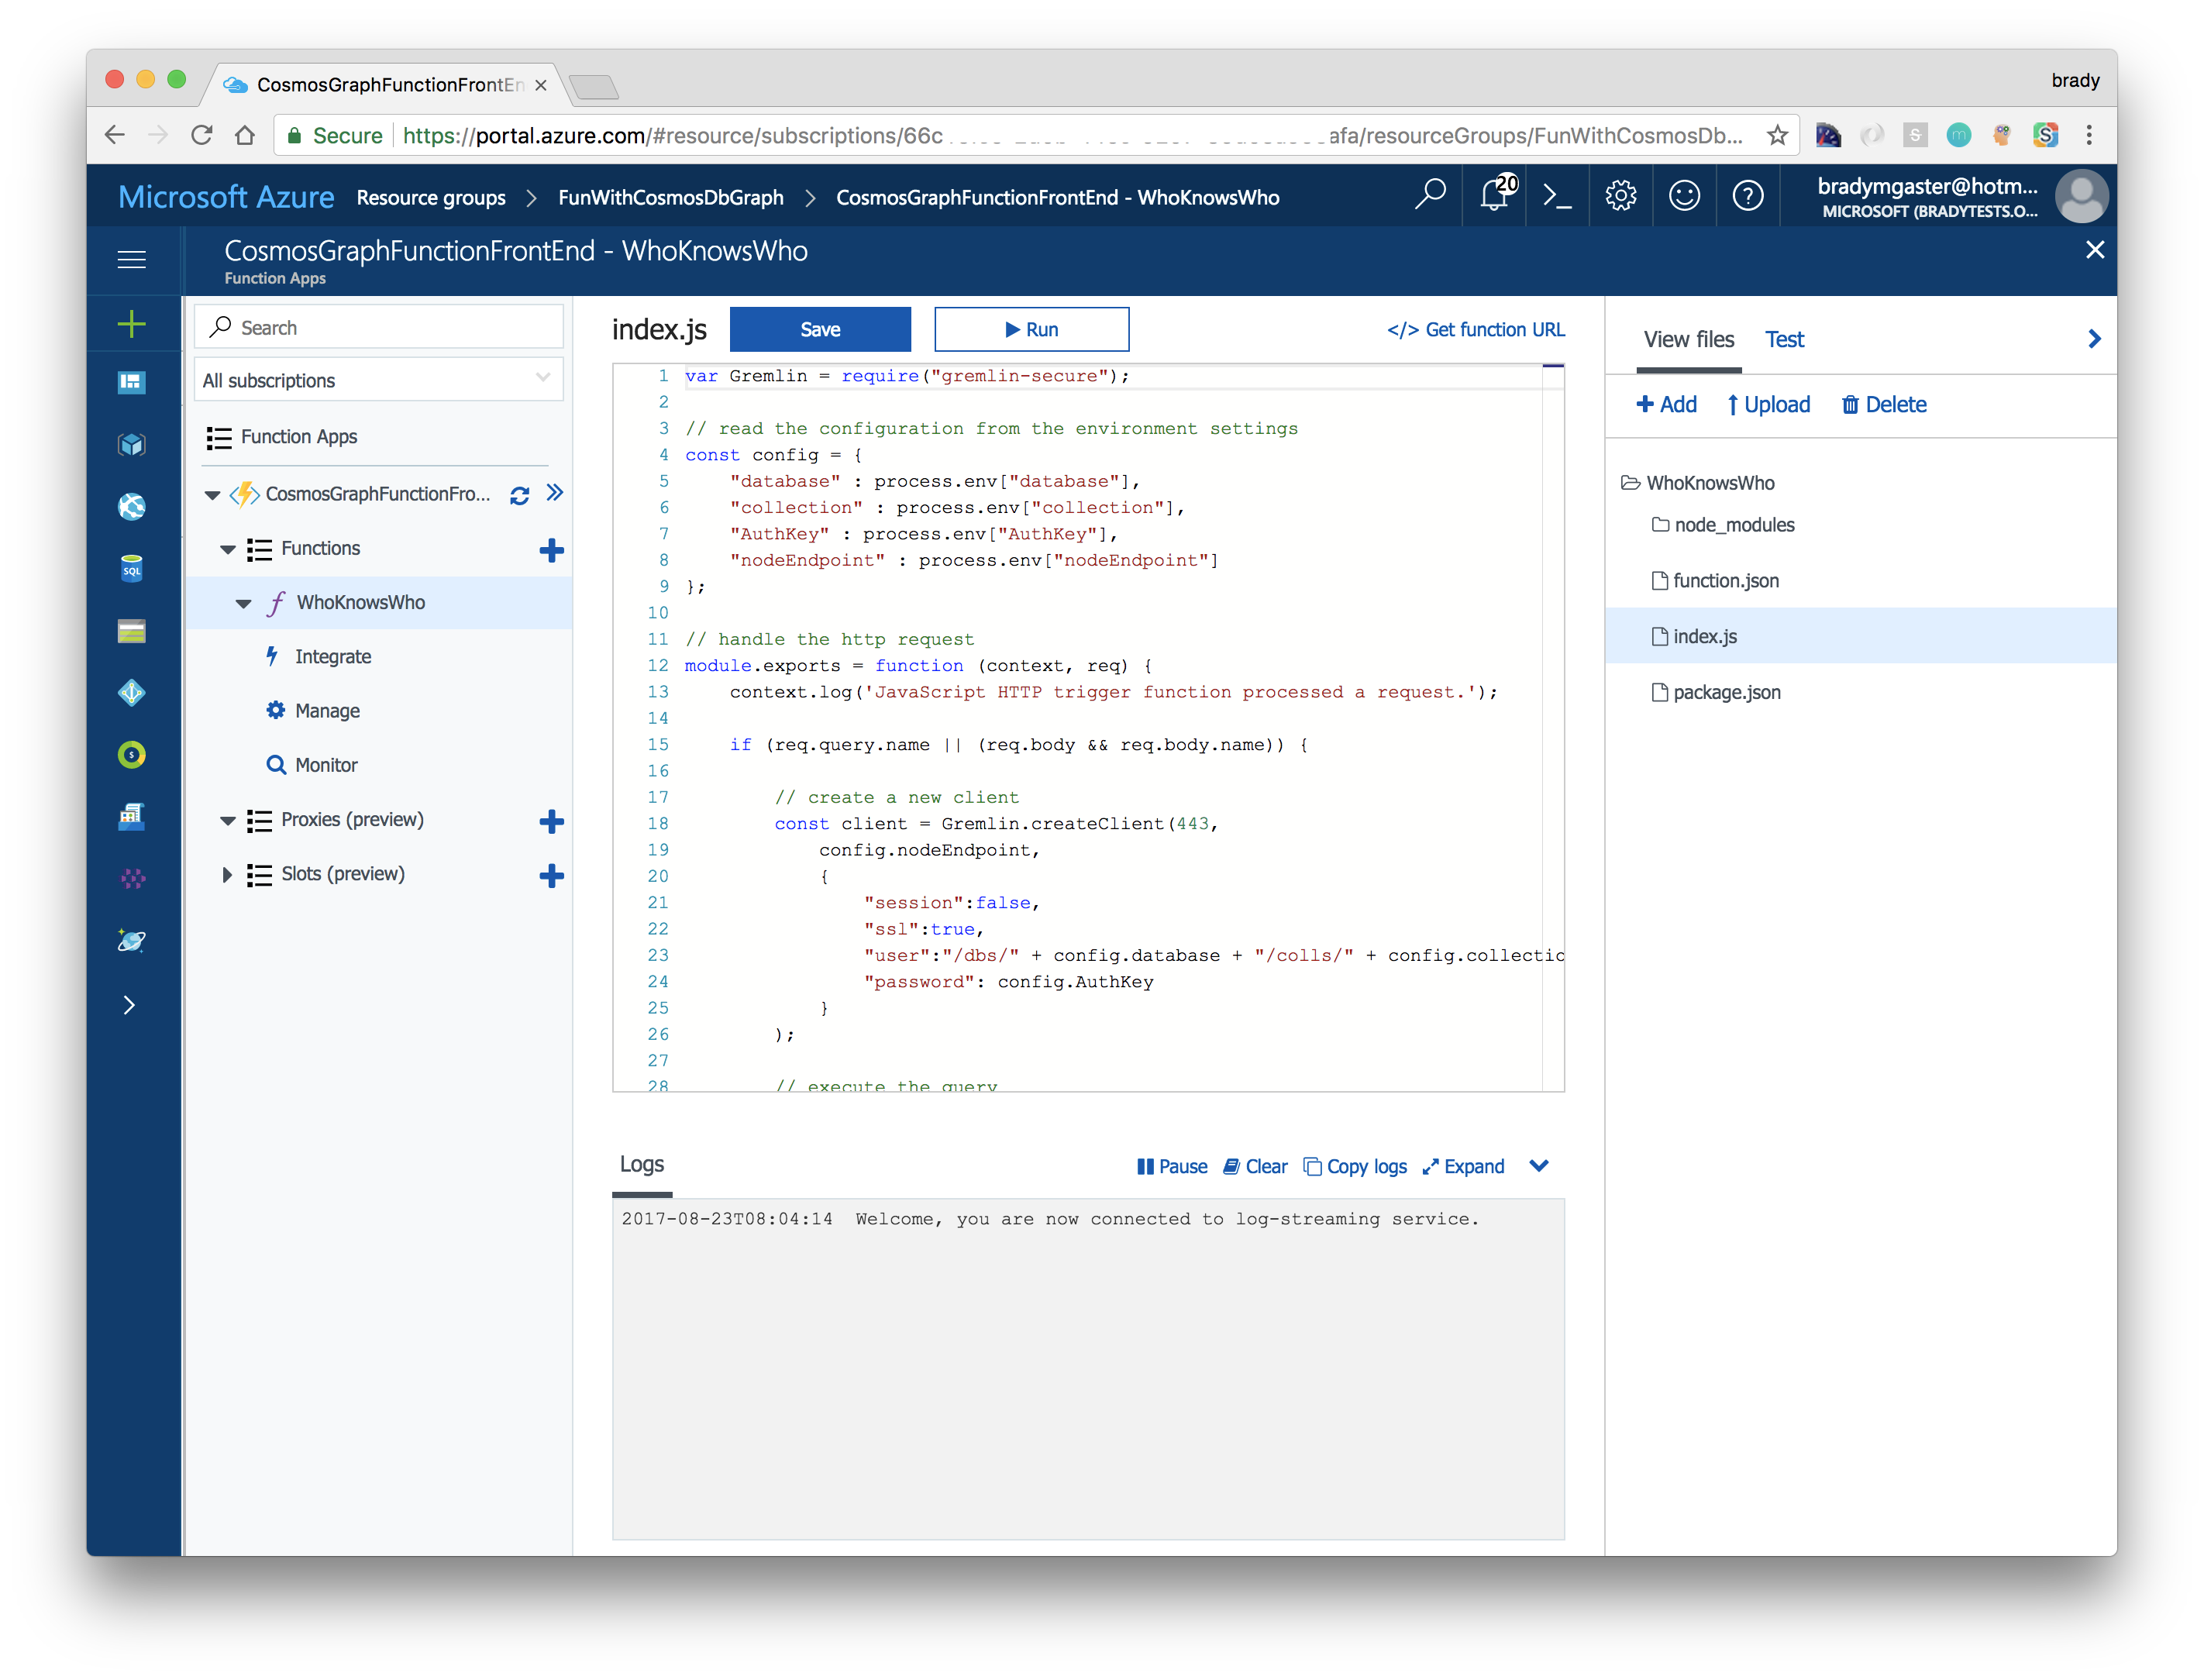 CosmosGraphFunctionFrontEn
brady
Secure https://portal.azure.com/#resource/subscriptions/66c afa/resourceGroups/FunWithCosmosDb...
Microsoft Azure Resource groups > FunWithCosmosDbGraph > CosmosGraphFunctionFrontEnd - WhoKnowsWho
20
bradymgaster@hotm...
MICROSOFT (BRADYTESTS.O...
CosmosGraphFunctionFrontEnd - WhoKnowsWho
Function Apps
Search
All subscriptions
Function Apps
CosmosGraphFunctionFro...
Functions
WhoKnowsWho
Integrate
Manage
Monitor
Proxies (preview)
Slots (preview)
index.js Save Run </> Get function URL
1 var Gremlin = require("gremlin-secure");
2
3 // read the configuration from the environment settings
4 const config = {
5 "database" : process.env["database"],
6 "collection" : process.env["collection"],
7 "AuthKey" : process.env["AuthKey"],
8 "nodeEndpoint" : process.env["nodeEndpoint"]
9 };
10
11 // handle the http request
12 module.exports = function (context, req) {
13 context.log('JavaScript HTTP trigger function processed a request.');
14
15 if (req.query.name || (req.body && req.body.name)) {
16
17 // create a new client
18 const client = Gremlin.createClient(443,
19 config.nodeEndpoint,
20 {
21 "session":false,
22 "ssl":true,
23 "user":"/dbs/" + config.database + "/colls/" + config.collectio
24 "password": config.AuthKey
25 }
26 );
27
28 // execute the query
Logs
Pause Clear Copy logs Expand
2017-08-23T08:04:14 Welcome, you are now connected to log-streaming service.
View files Test
Add Upload Delete
WhoKnowsWho
node_modules
function.json
index.js
package.json